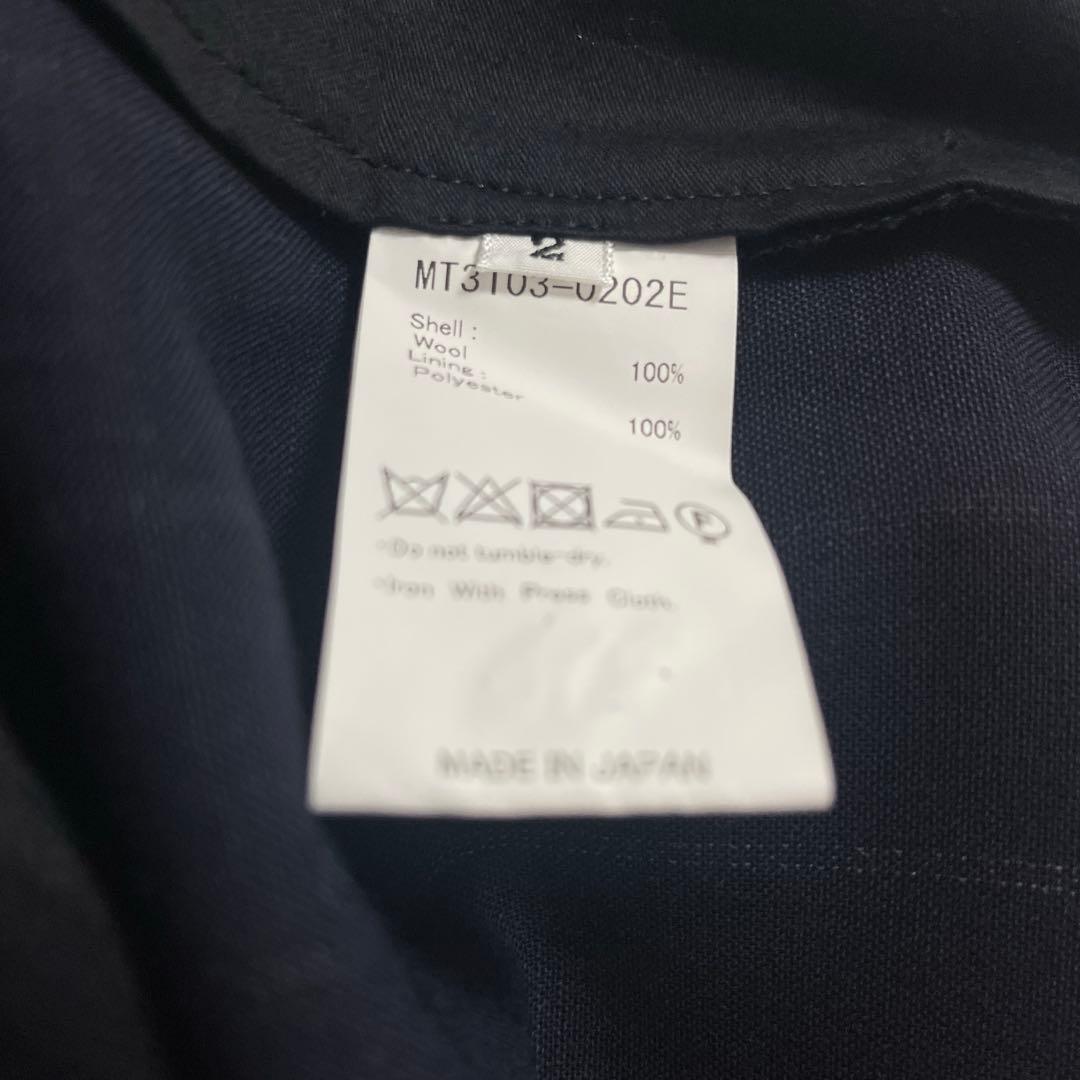 2
MT3103-0202E
Shell :
Wool
100%
Lining :
Polyester
100%
F
*Do not tumble-dry.
*Iron With Press Cloth.
MADE IN JAPAN